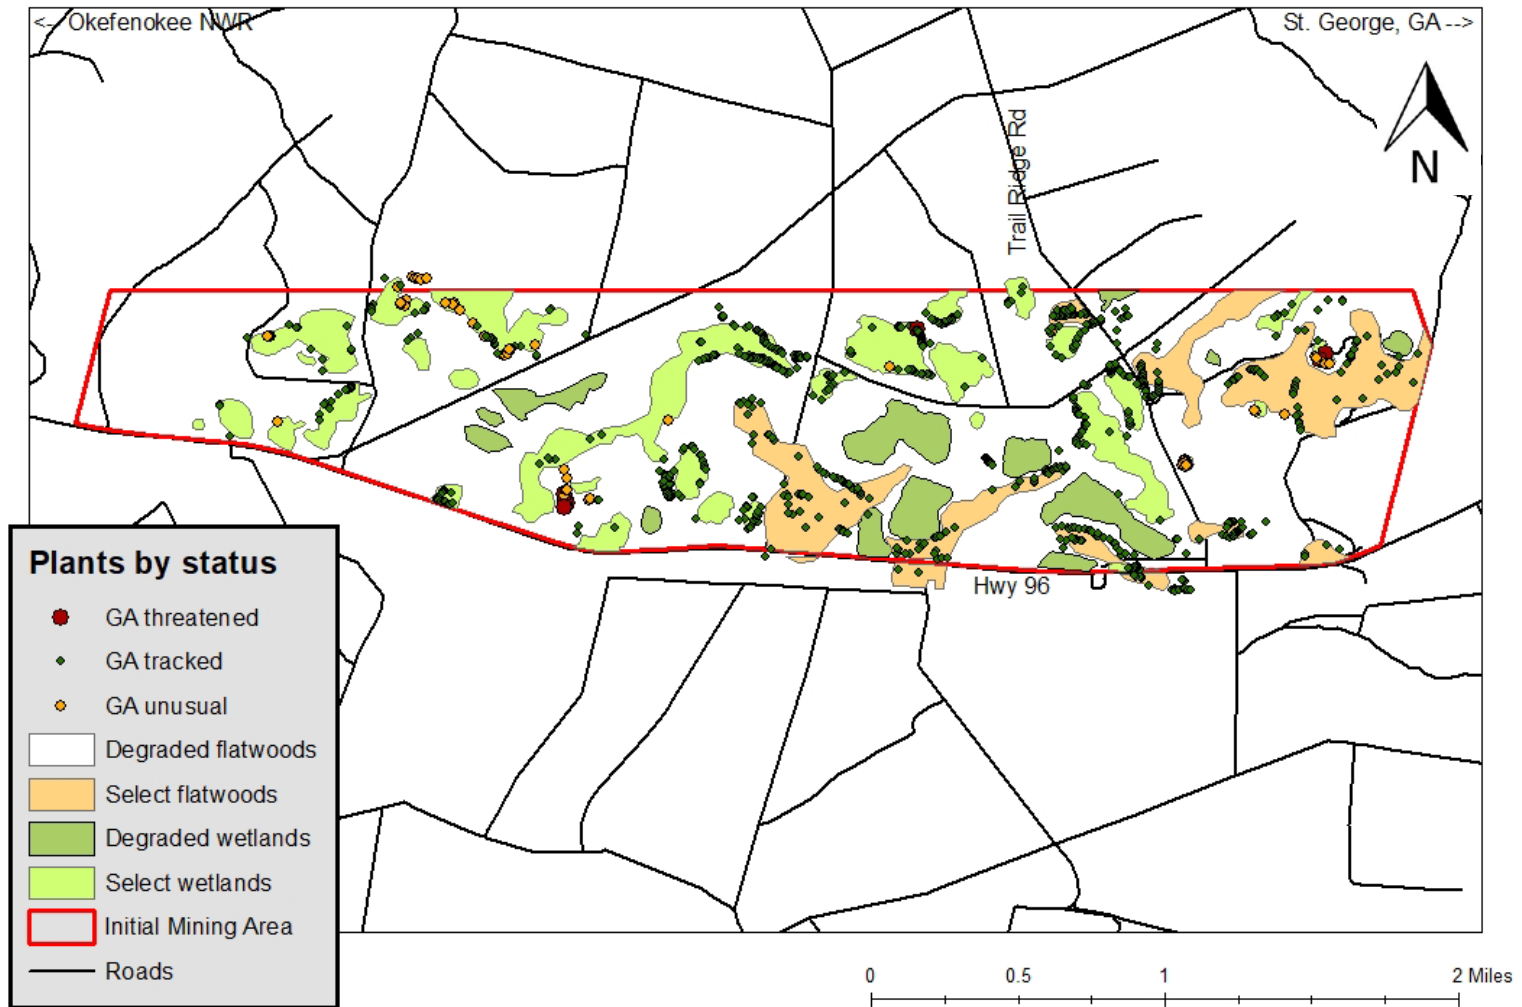 <- Okefenokee NWR
St. George, GA -->
N
Trail Ridge Rd
Hwy 96
Plants by status
GA threatened
GA tracked
GA unusual
Degraded flatwoods
Select flatwoods
Degraded wetlands
Select wetlands
Initial Mining Area
Roads
0 0.5 1 2 Miles